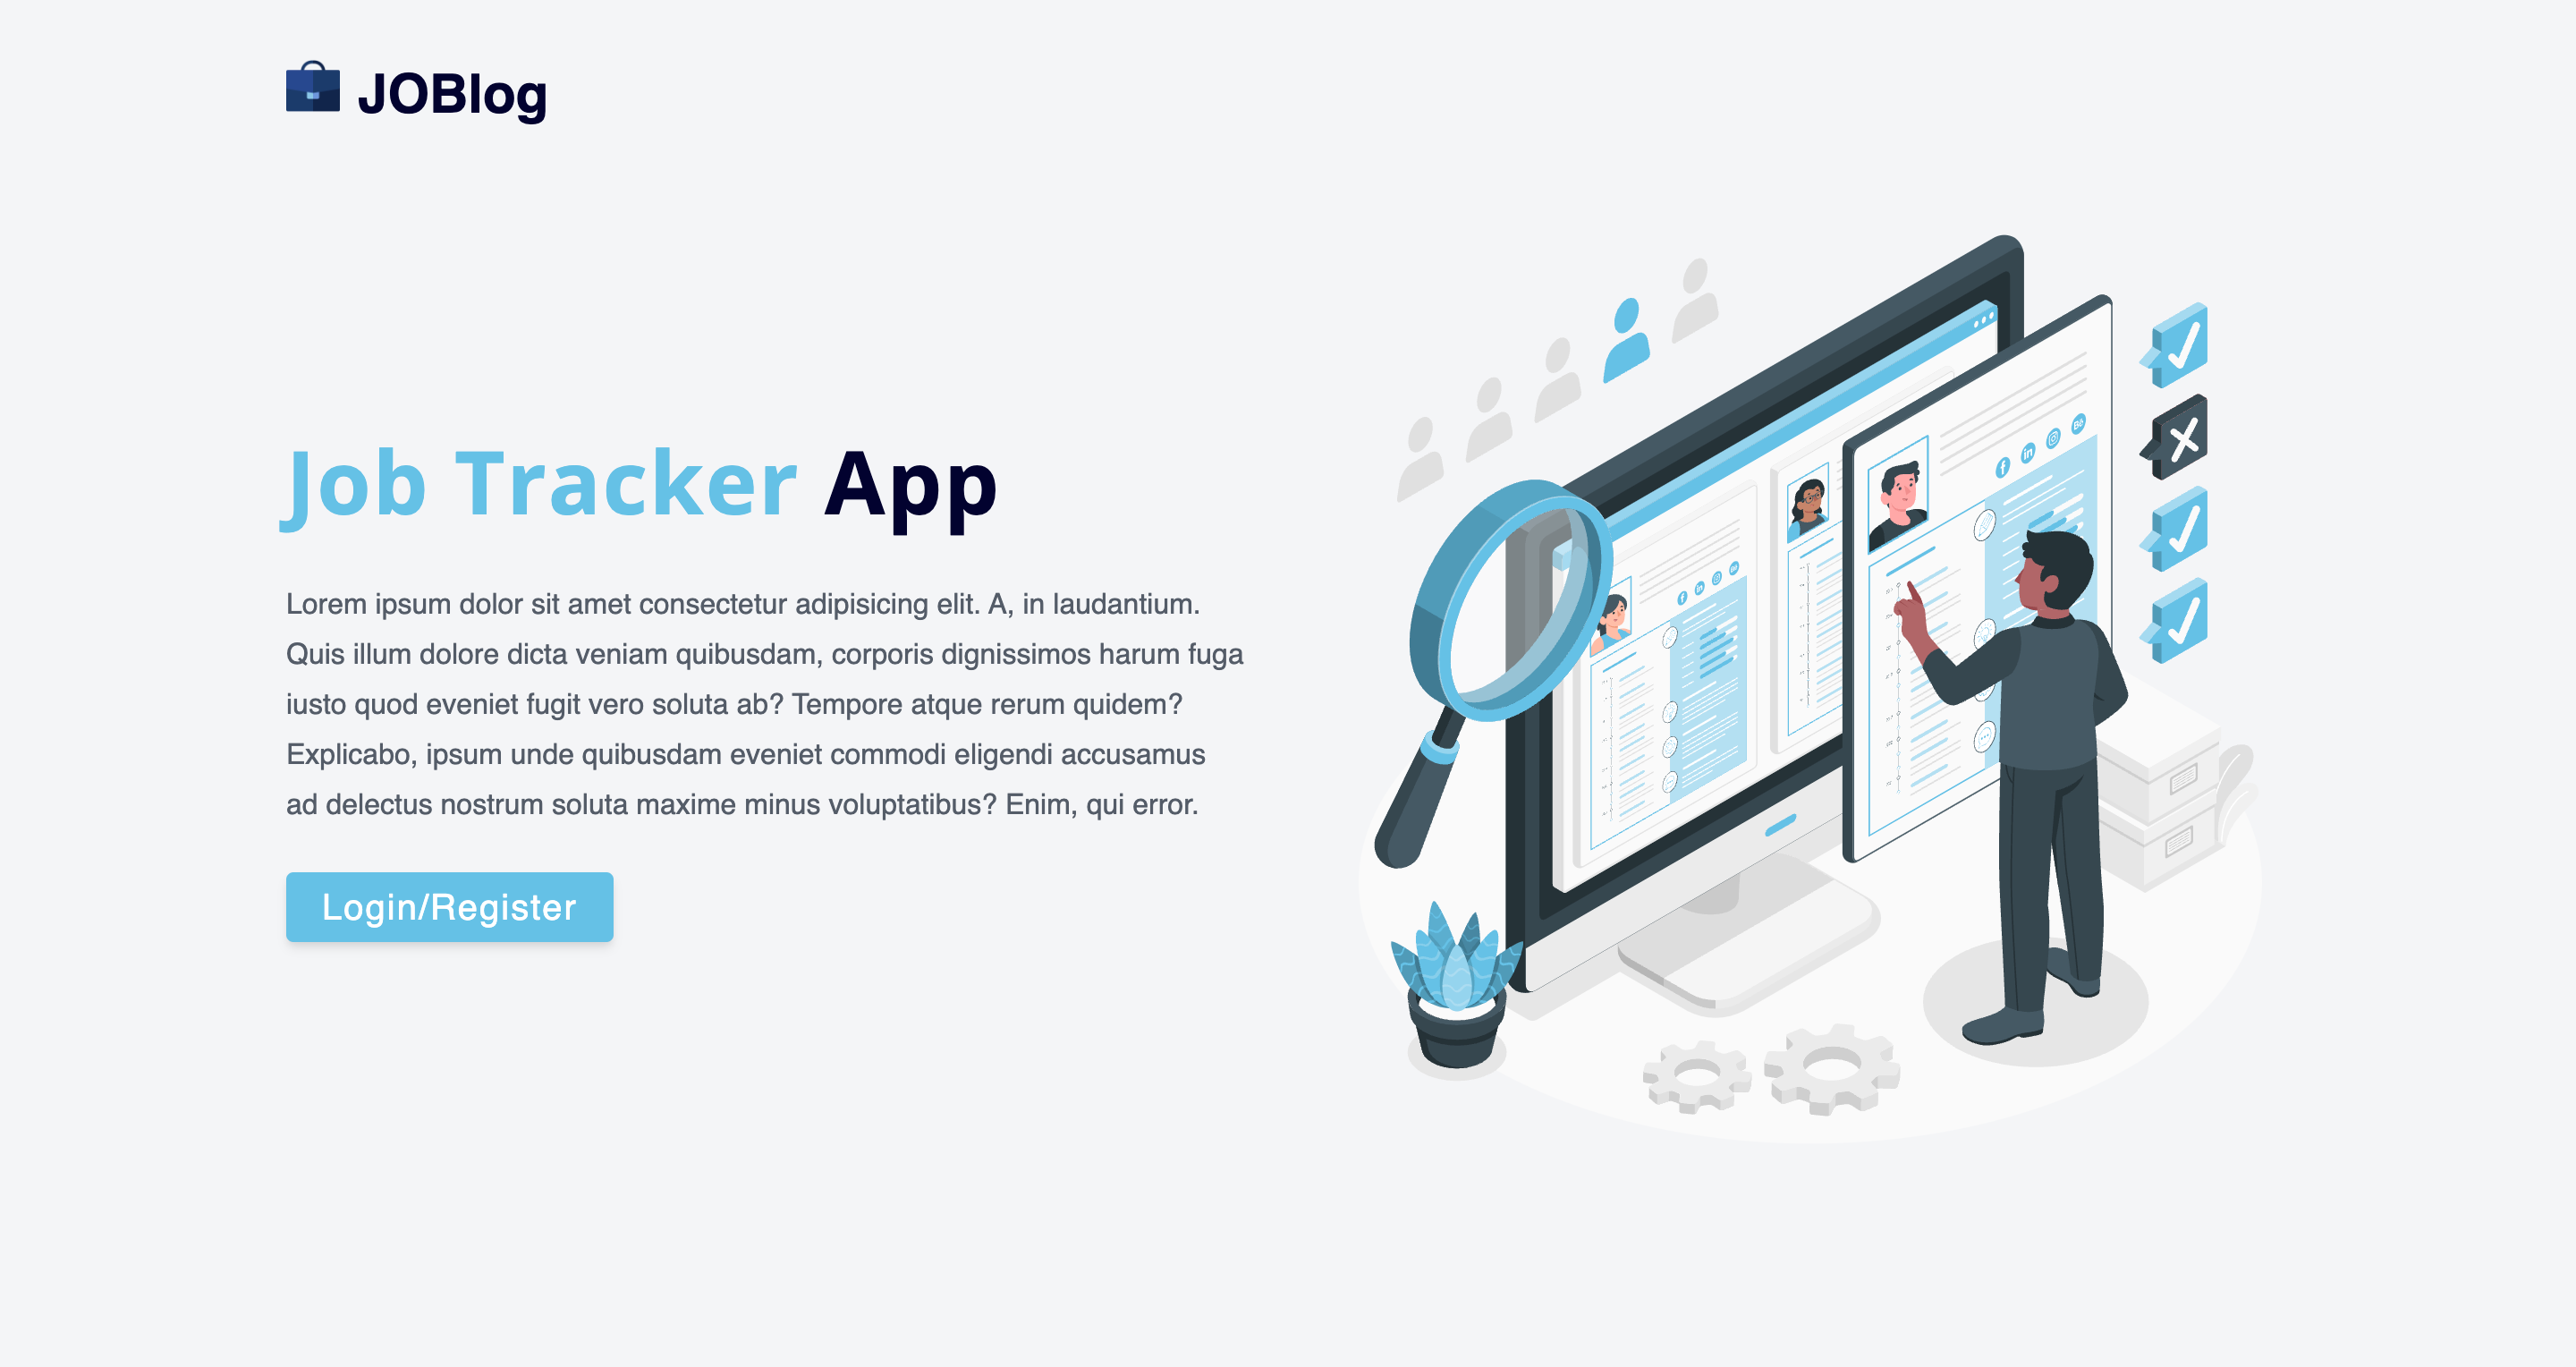 JOBlog
Job Tracker App
Lorem ipsum dolor sit amet consectetur adipisicing elit. A, in laudantium.
Quis illum dolore dicta veniam quibusdam, corporis dignissimos harum fuga
iusto quod eveniet fugit vero soluta ab? Tempore atque rerum quidem?
Explicabo, ipsum unde quibusdam eveniet commodi eligendi accusamus
ad delectus nostrum soluta maxime minus voluptatibus? Enim, qui error.
Login/Register